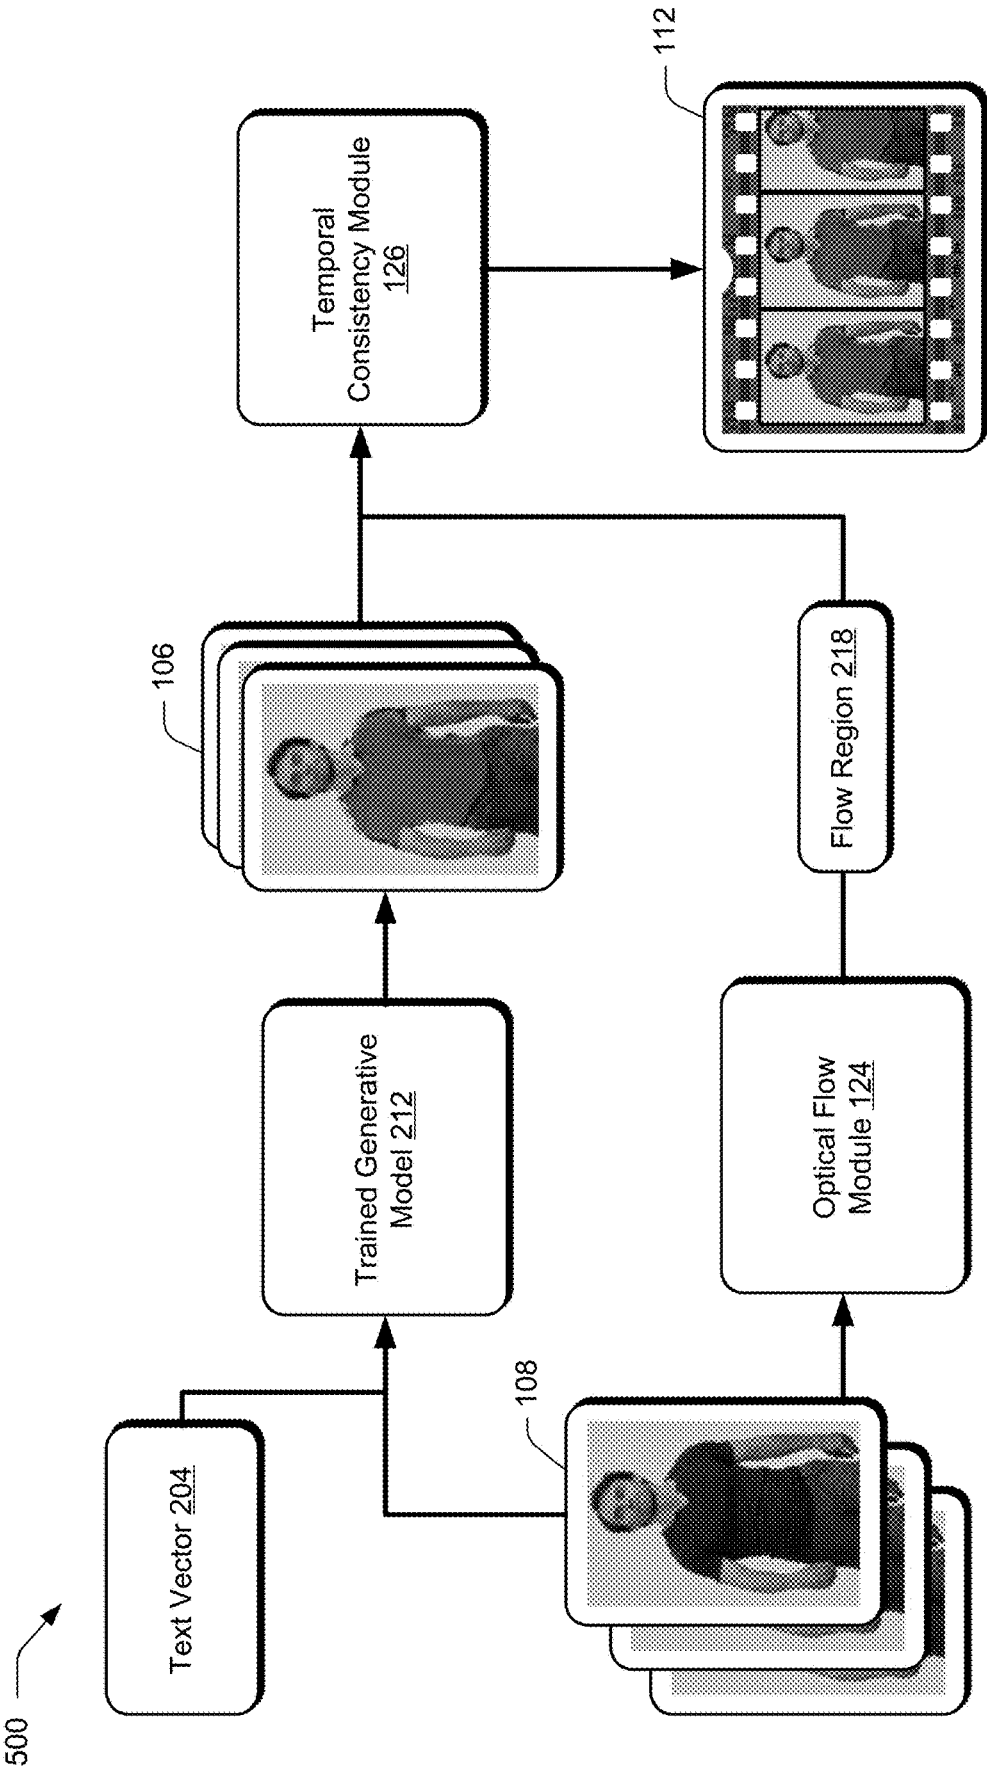 500
Text Vector 204
108
Trained Generative
Model 212
Optical Flow
Module 124
106
Flow Region 218
Temporal
Consistency Module
126
112